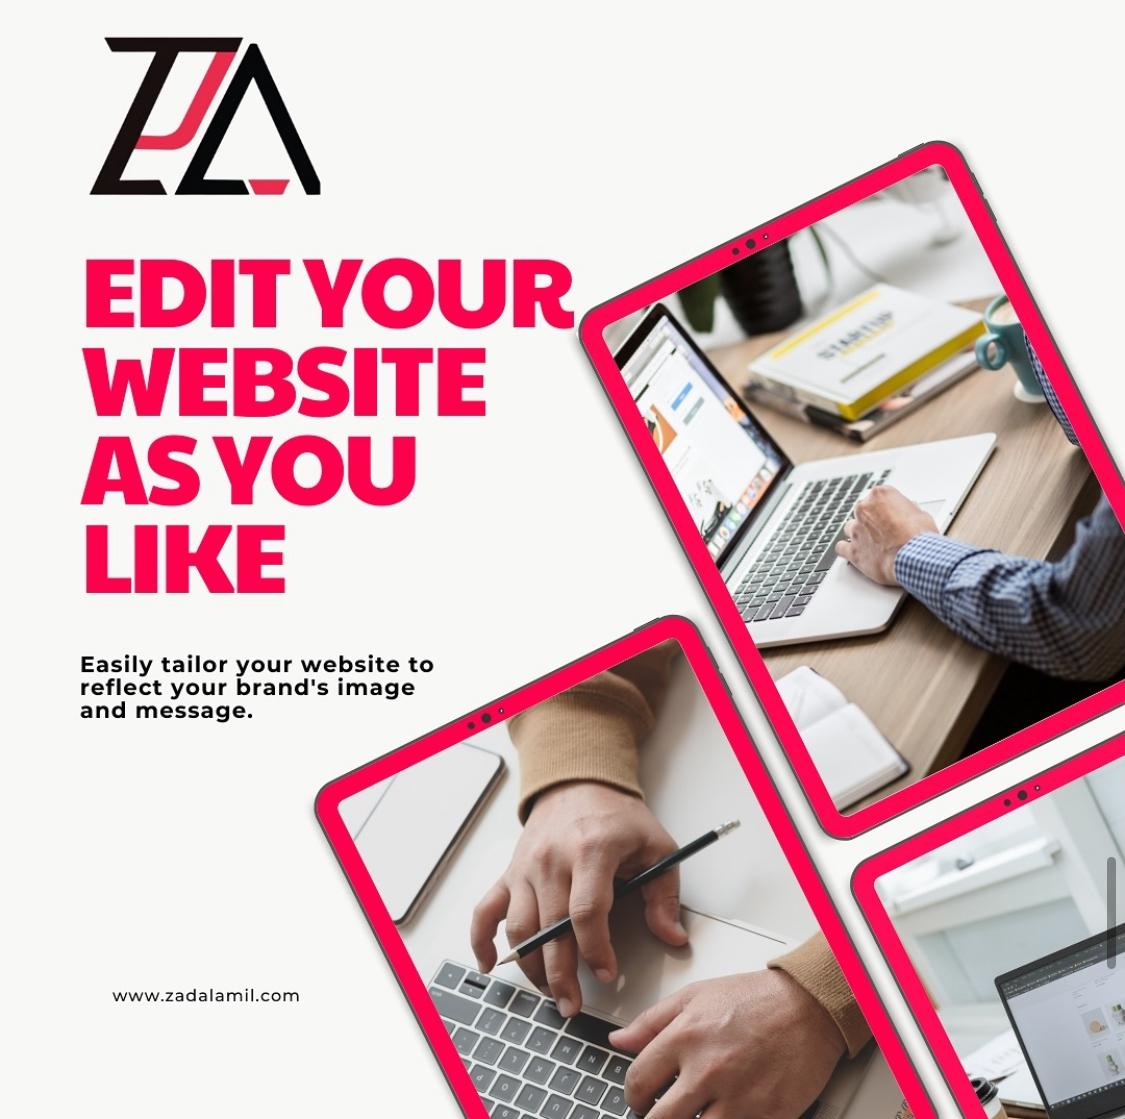 ZA
EDIT YOUR
WEBSITE
AS YOU
LIKE
Easily tailor your website to
reflect your brand's image
and message.
www.zadalamil.com
STARTUP